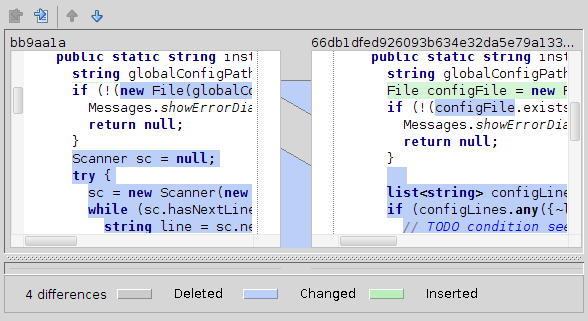 bb9aa1a
public static string inst
string globalConfigPath
if (!(new File(globalCo
Messages.showErrorDia
return null;
}
Scanner sc = null;
try {
sc = new Scanner(new
while (sc.hasNextLine
string line = sc.ne
66db1dfed926093b634e32da5e79a133...
public static string inst
string globalConfigPath
File configFile = new F
if (!(configFile.exists
Messages.showErrorDia
return null;
}
list<string> configLine
if (configLines.any({~l
// TODO condition see
4 differences Deleted Changed Inserted